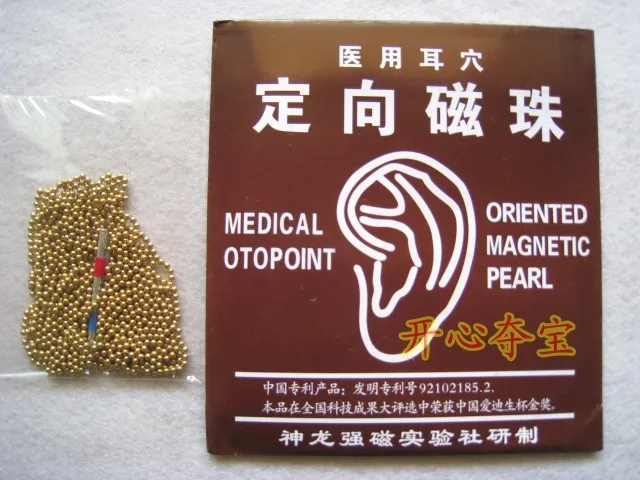 医用耳穴
定向磁珠
MEDICAL
OTOPOINT
ORIENTED
MAGNETIC
PEARL
开心夺宝
中国专利产品：发明专利号92102185.2.
本品在全国科技成果大评选中荣获中国爱迪生杯金奖。
神龙强磁实验社研制